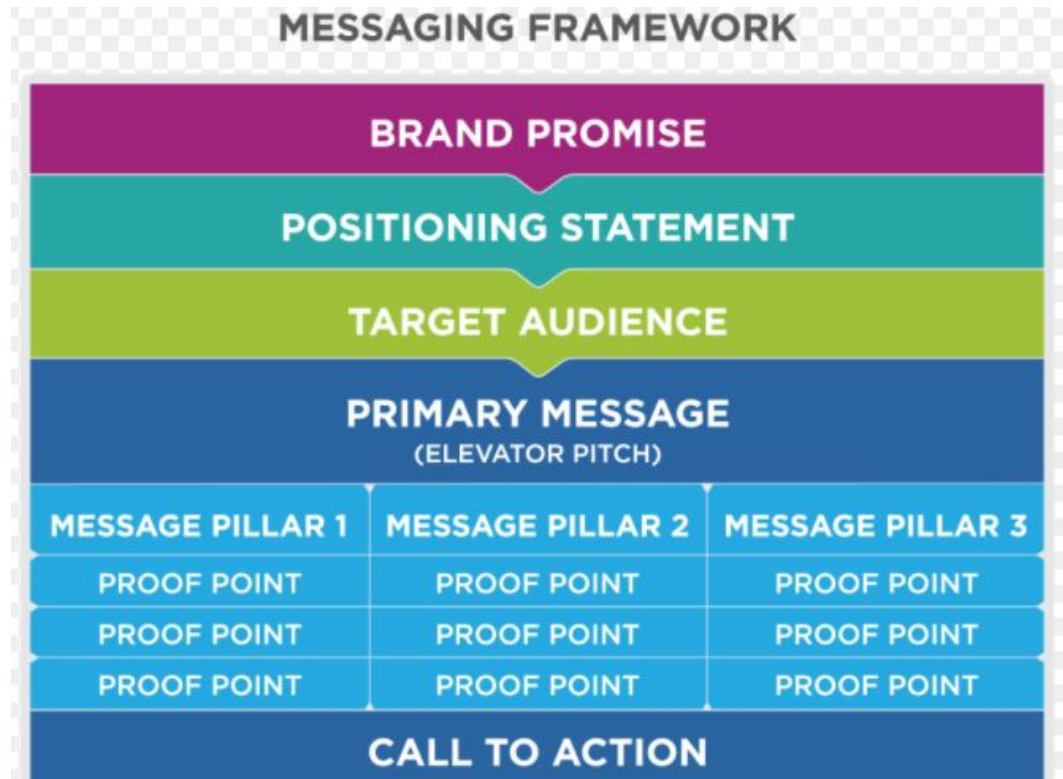 MESSAGING FRAMEWORK
BRAND PROMISE
POSITIONING STATEMENT
TARGET AUDIENCE
PRIMARY MESSAGE
(ELEVATOR PITCH)
MESSAGE PILLAR 1 MESSAGE PILLAR 2 MESSAGE PILLAR 3
PROOF POINT PROOF POINT PROOF POINT
PROOF POINT PROOF POINT PROOF POINT
PROOF POINT PROOF POINT PROOF POINT
CALL TO ACTION